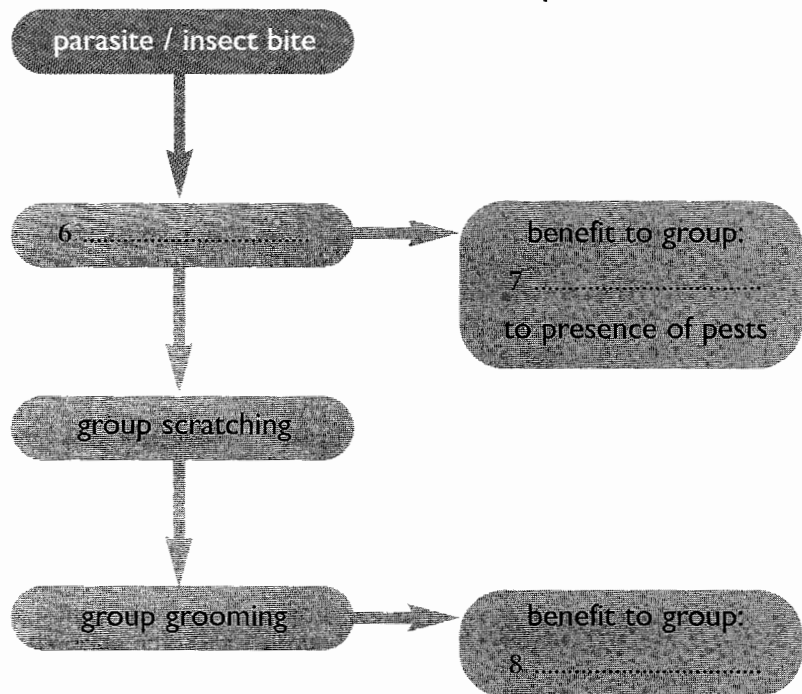 parasite / insect bite
6 ..............................
benefit to group:
7 ..............................
to presence of pests
group scratching
group grooming
benefit to group:
8 ..............................